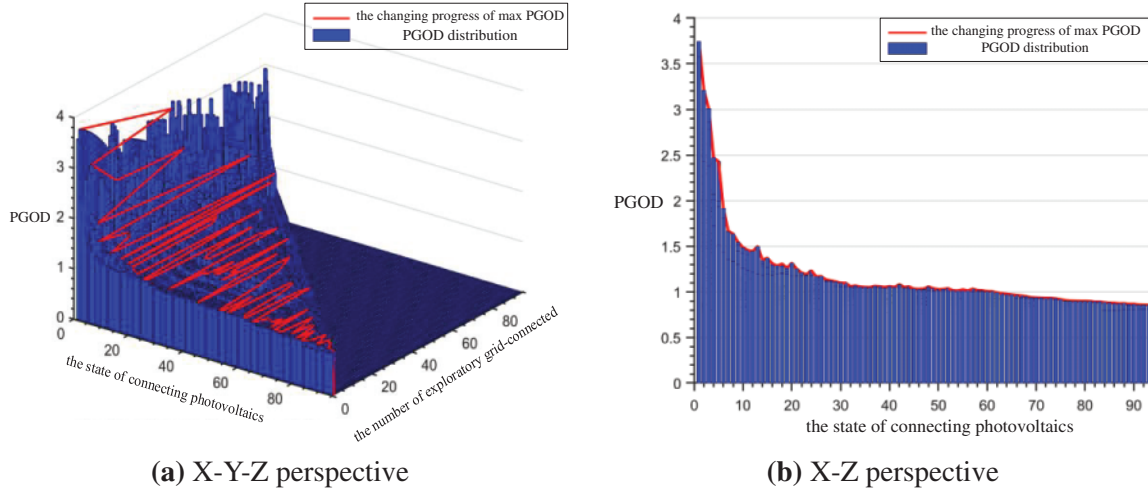 the changing progress of max PGOD
PGOD distribution
4
3
2
1
0
PGOD
0
20
40
60
80
the state of connecting photovoltaics
0
20
40
60
80
the number of exploratory grid-connected
(a) X-Y-Z perspective
the changing progress of max PGOD
PGOD distribution
4
3.5
3
2.5
2
1.5
1
0.5
0
PGOD
0 10 20 30 40 50 60 70 80 90
the state of connecting photovoltaics
(b) X-Z perspective